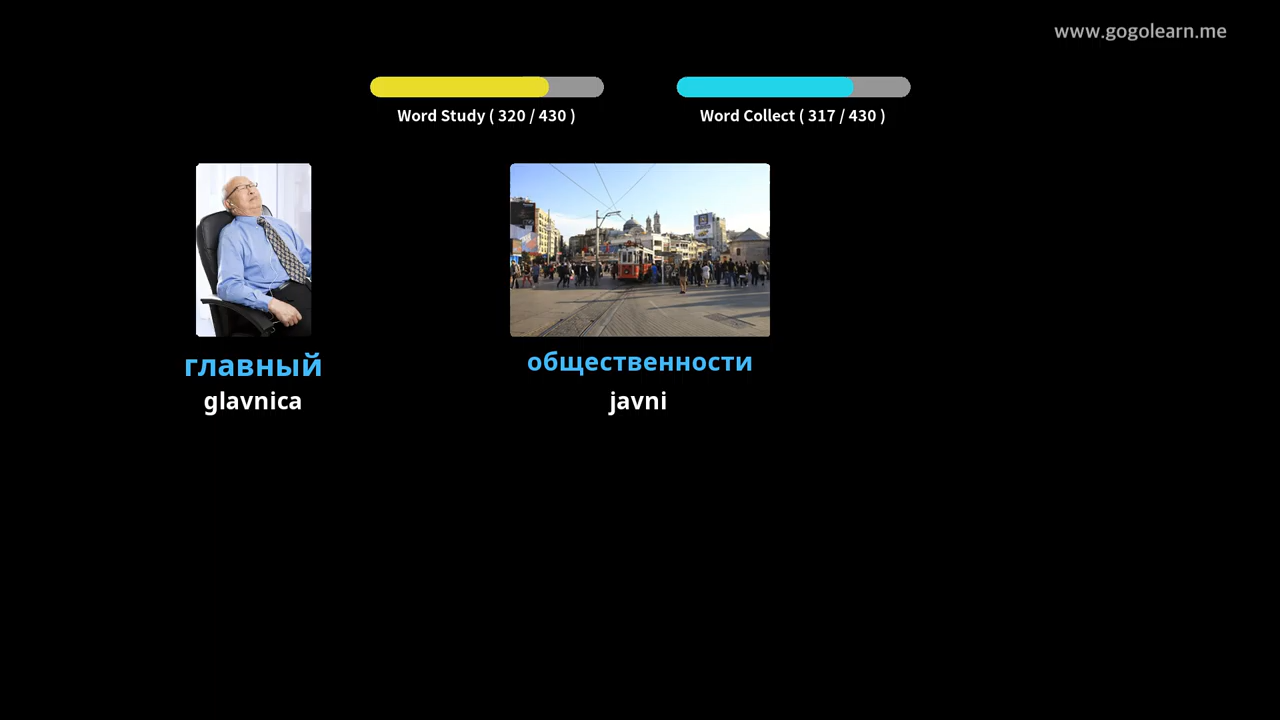 www.gogolearn.me
Word Study ( 320 / 430 )
Word Collect ( 317 / 430 )
главный
glavnica
общественности
javni